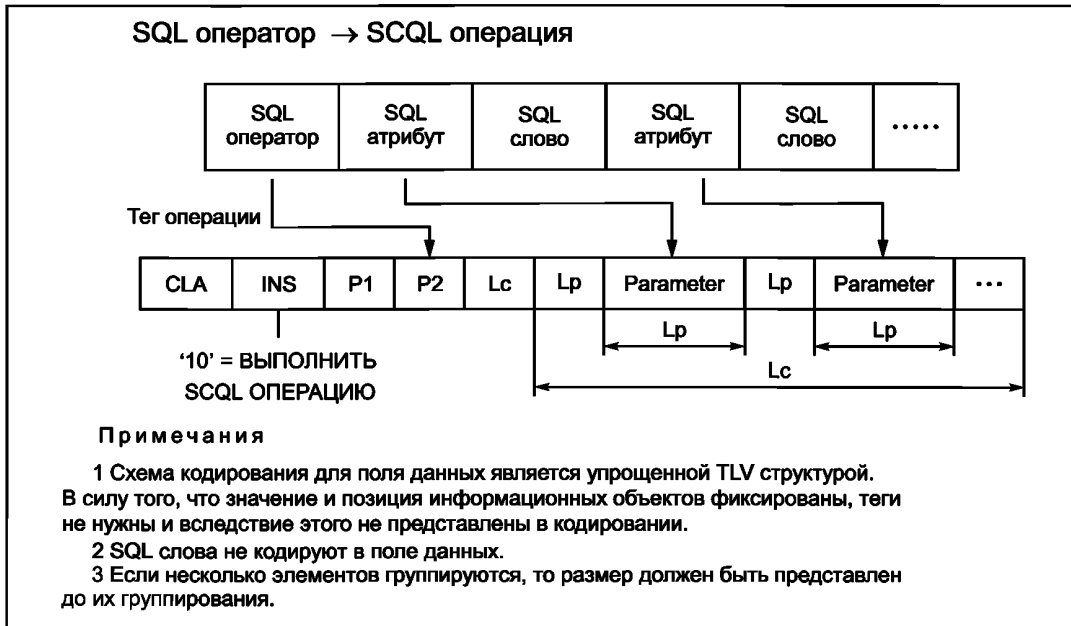 SQL оператор → SCQL операция
SQL оператор SQL атрибут SQL слово SQL атрибут SQL слово .....
Тег операции
CLA INS P1 P2 Lc Lp Parameter Lp Parameter ...
Lp Lp
Lc
‘10’ = ВЫПОЛНИТЬ
SCQL ОПЕРАЦИЮ
Примечания
1 Схема кодирования для поля данных является упрощенной TLV структурой.
В силу того, что значение и позиция информационных объектов фиксированы, теги
не нужны и вследствие этого не представлены в кодировании.
2 SQL слова не кодируют в поле данных.
3 Если несколько элементов группируются, то размер должен быть представлен
до их группирования.